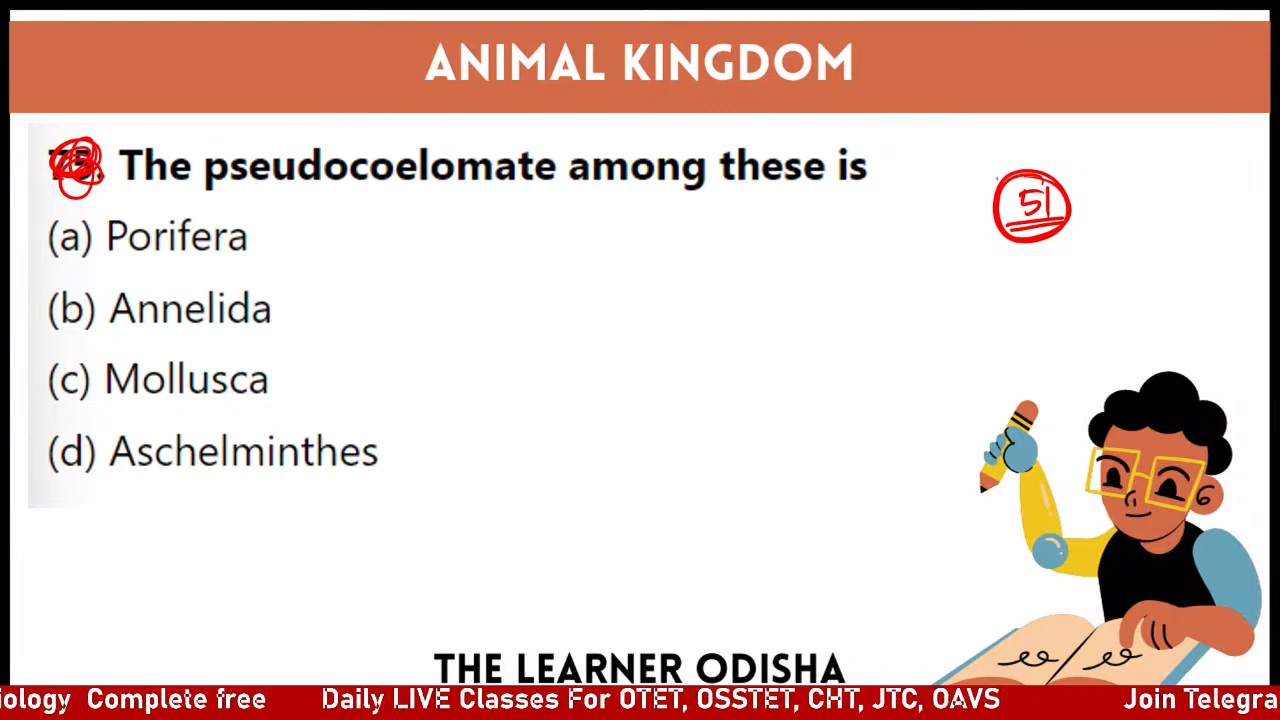 ANIMAL KINGDOM
The pseudocoelomate among these is
51
(a) Porifera
(b) Annelida
(c) Mollusca
(d) Aschelminthes
THE LEARNER ODISHA
iology Complete free Daily LIVE Classes For OTET, OSSTET, CHT, JTC, OAVS Join Telegra